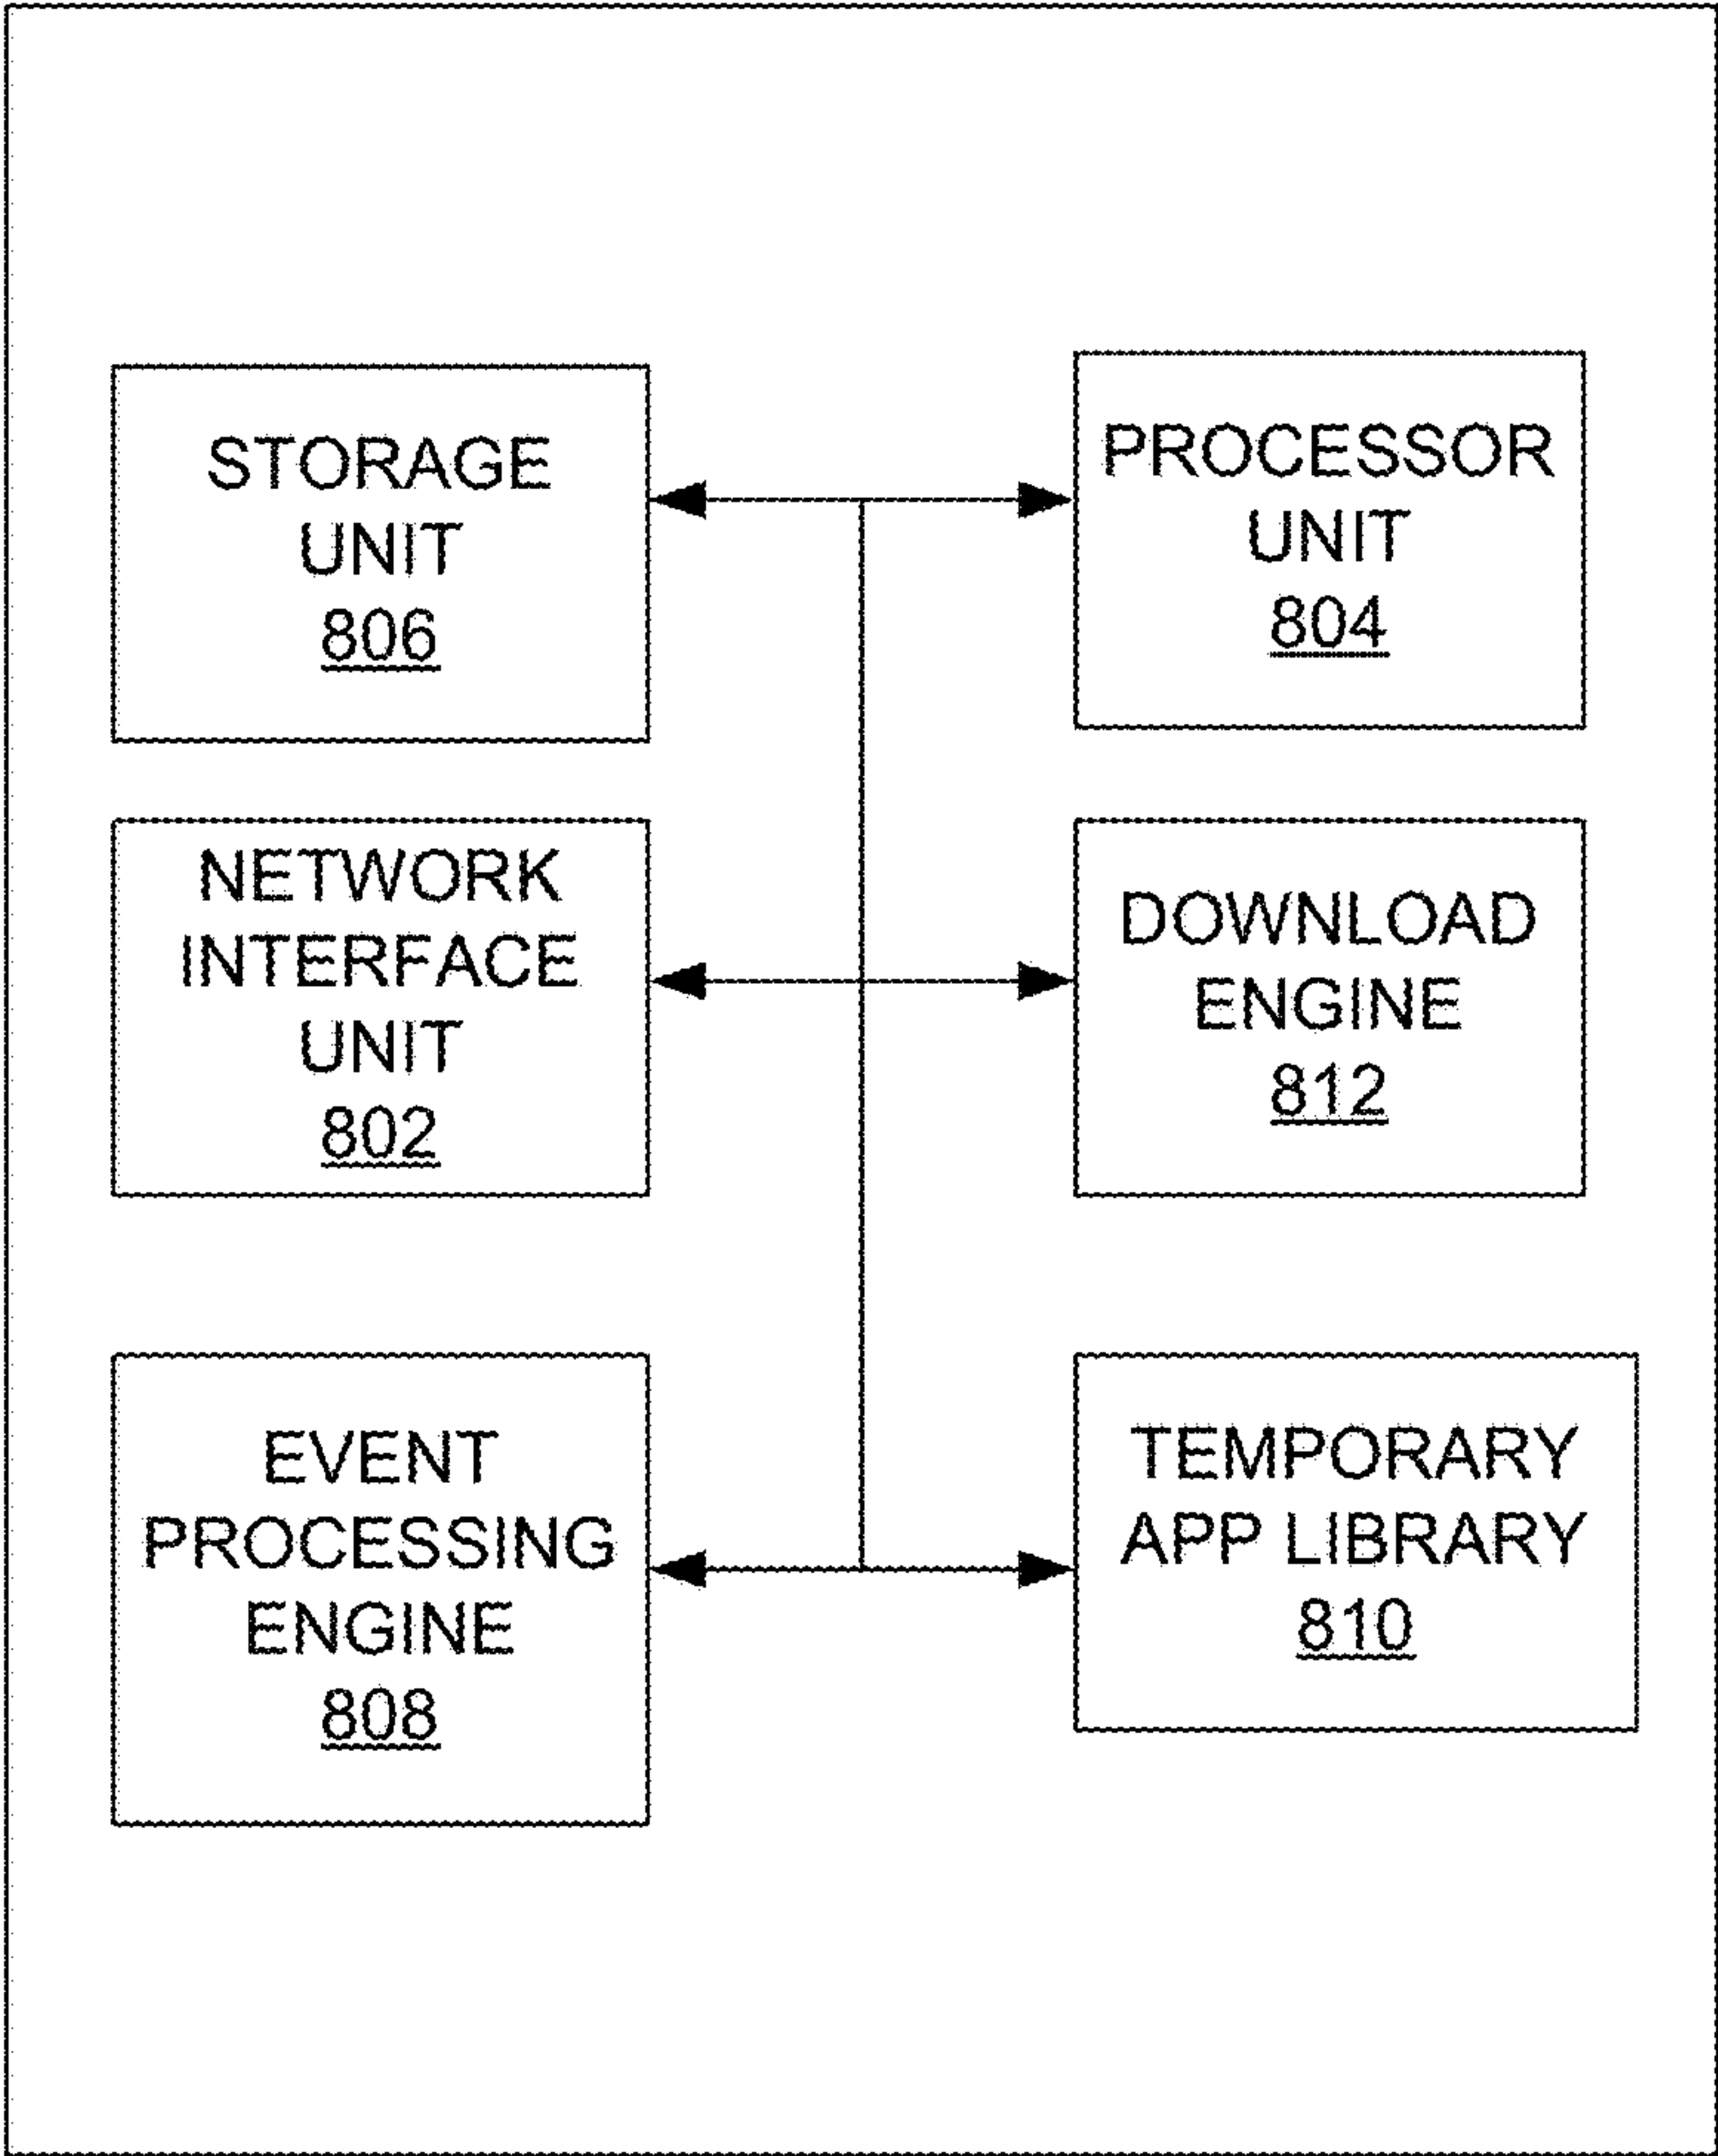 STORAGE
UNIT
806
PROCESSOR
UNIT
804
NETWORK
INTERFACE
UNIT
802
DOWNLOAD
ENGINE
812
EVENT
PROCESSING
ENGINE
808
TEMPORARY
APP LIBRARY
810